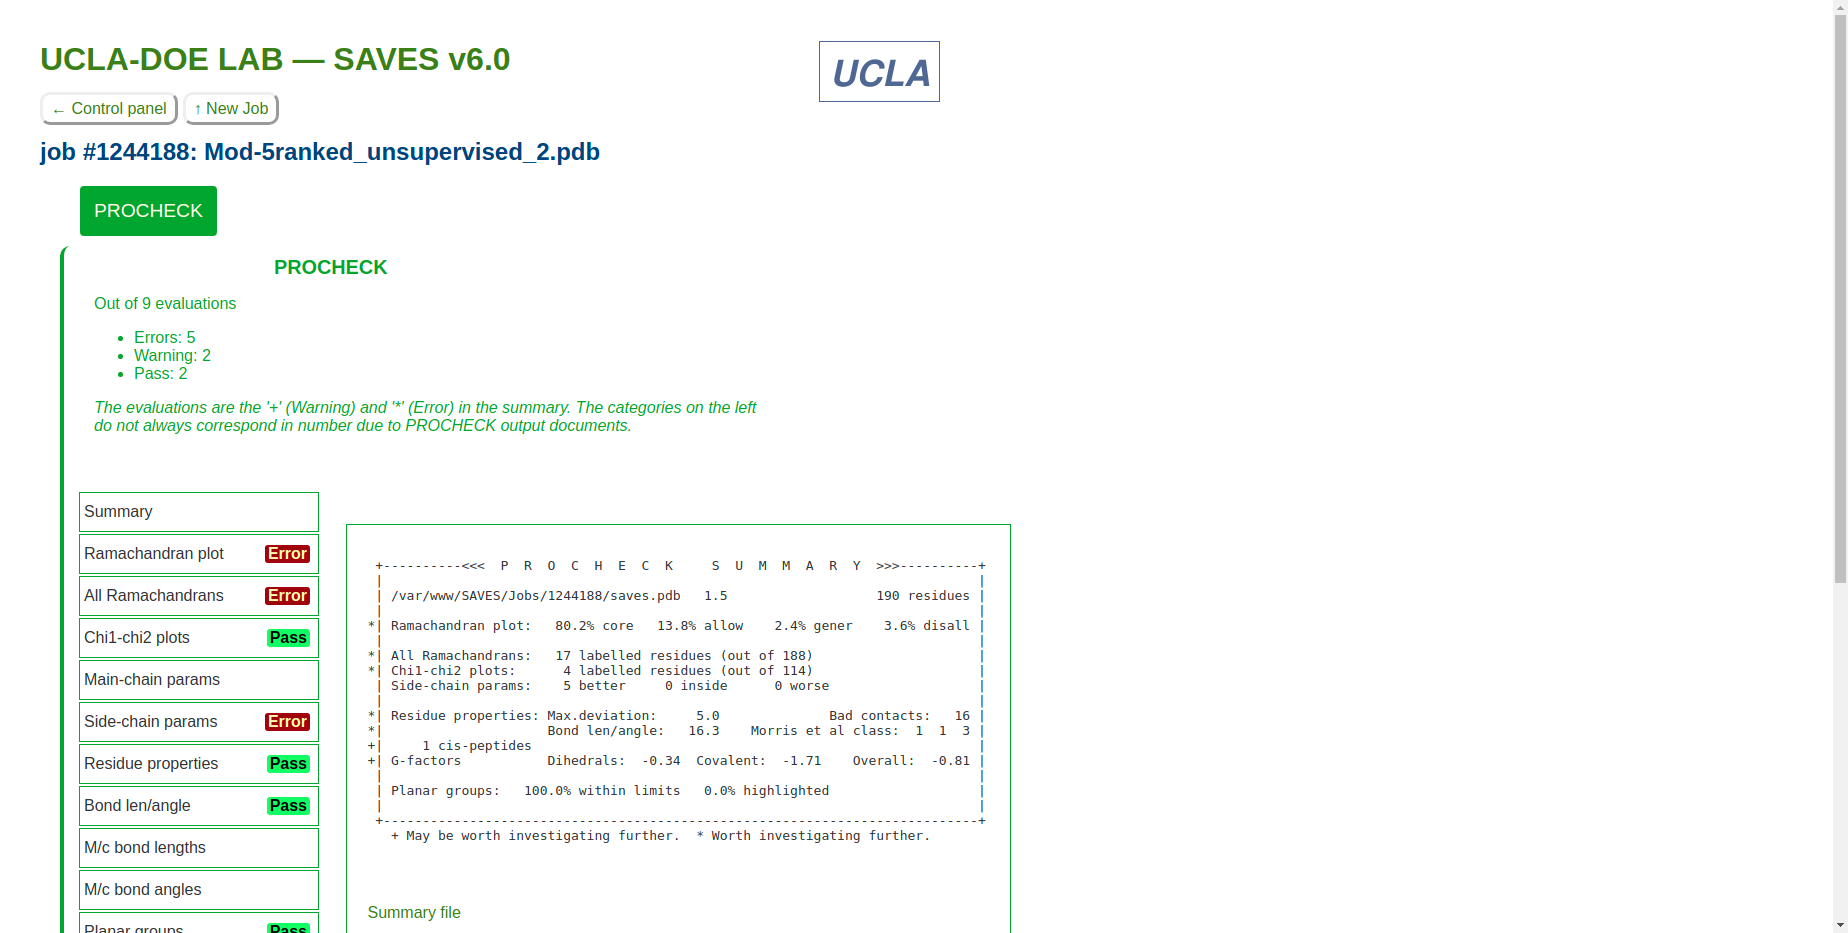 UCLA-DOE LAB — SAVES v6.0
UCLA
← Control panel
↑ New Job
job #1244188: Mod-5ranked_unsupervised_2.pdb
PROCHECK
PROCHECK
Out of 9 evaluations
• Errors: 5
• Warning: 2
• Pass: 2
The evaluations are the '+' (Warning) and '*' (Error) in the summary. The categories on the left
do not always correspond in number due to PROCHECK output documents.
Summary
Ramachandran plot Error
All Ramachandrans Error
Chi1-chi2 plots Pass
Main-chain params
Side-chain params Error
Residue properties Pass
Bond len/angle Pass
M/c bond lengths
M/c bond angles
Planar groups Pass
+----------<<<  P  R  O  C  H  E  C  K     S  U  M  M  A  R  Y  >>>----------+
|                                                                            |
| /var/www/SAVES/Jobs/1244188/saves.pdb   1.5                   190 residues |
|                                                                            |
*| Ramachandran plot:   80.2% core   13.8% allow    2.4% gener    3.6% disall |
|                                                                            |
*| All Ramachandrans:   17 labelled residues (out of 188)                     |
*| Chi1-chi2 plots:      4 labelled residues (out of 114)                     |
| Side-chain params:    5 better     0 inside      0 worse                   |
|                                                                            |
*| Residue properties: Max.deviation:     5.0              Bad contacts:   16 |
*|                     Bond len/angle:   16.3    Morris et al class:  1  1  3 |
+|     1 cis-peptides                                                         |
+| G-factors           Dihedrals:  -0.34  Covalent:  -1.71    Overall:  -0.81 |
|                                                                            |
| Planar groups:   100.0% within limits   0.0% highlighted                   |
|                                                                            |
+----------------------------------------------------------------------------+
+ May be worth investigating further.  * Worth investigating further.
Summary file